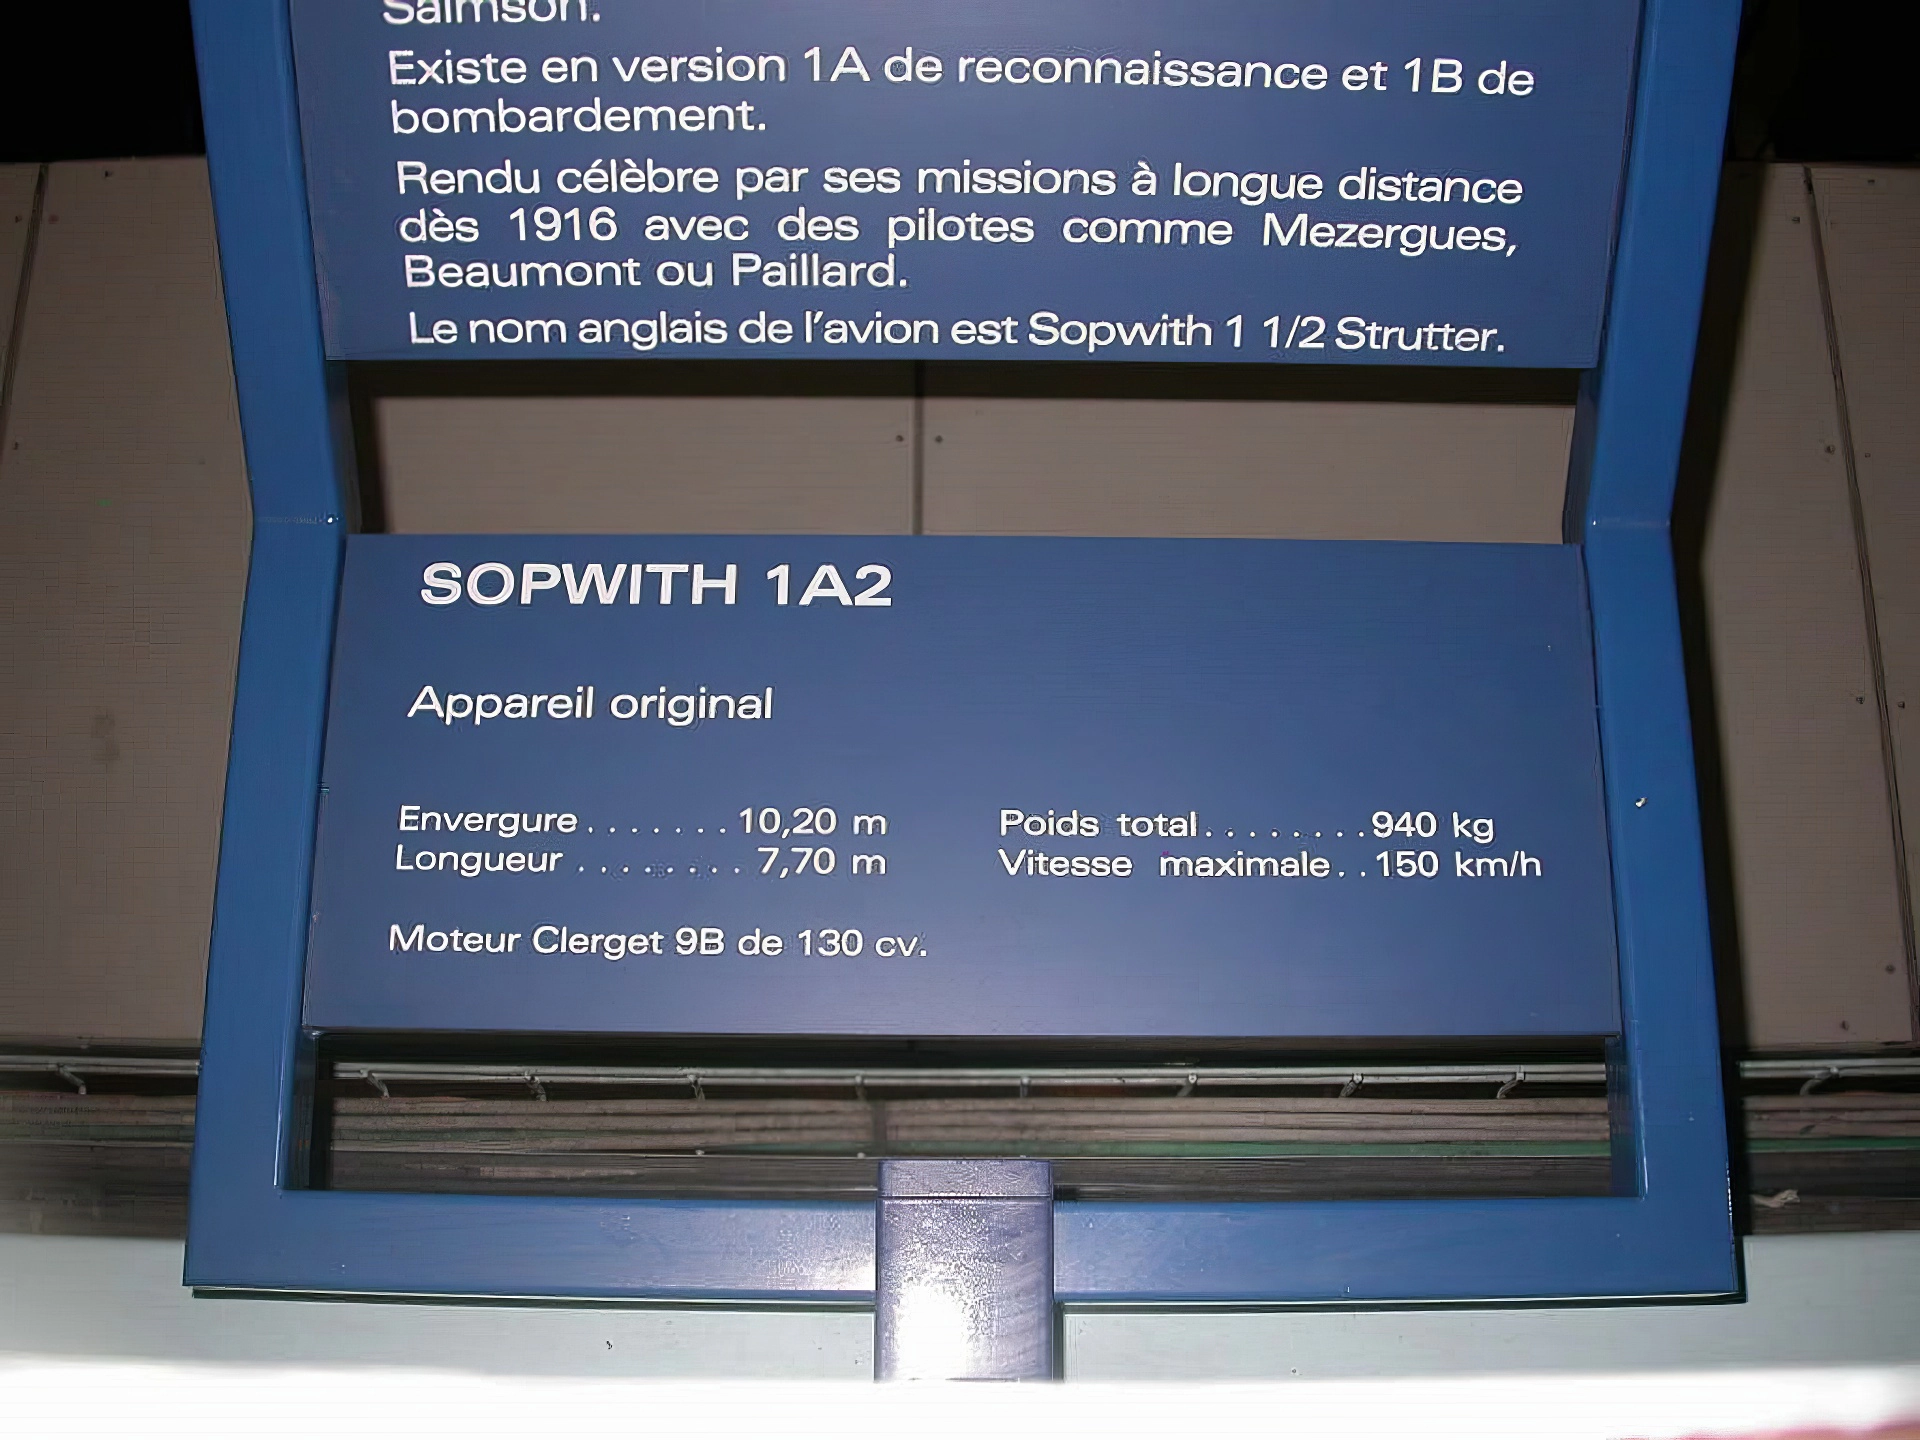 Salmson.
Existe en version 1A de reconnaissance et 1B de
bombardement.
Rendu célèbre par ses missions à longue distance
dès 1916 avec des pilotes comme Mezergues,
Beaumont ou Paillard.
Le nom anglais de l'avion est Sopwith 1 1/2 Strutter.
SOPWITH 1A2
Appareil original
Envergure . . . . . . . 10,20 m
Longueur . . . . . . . . 7,70 m
Poids total . . . . . . . . 940 kg
Vitesse maximale . . 150 km/h
Moteur Clerget 9B de 130 cv.